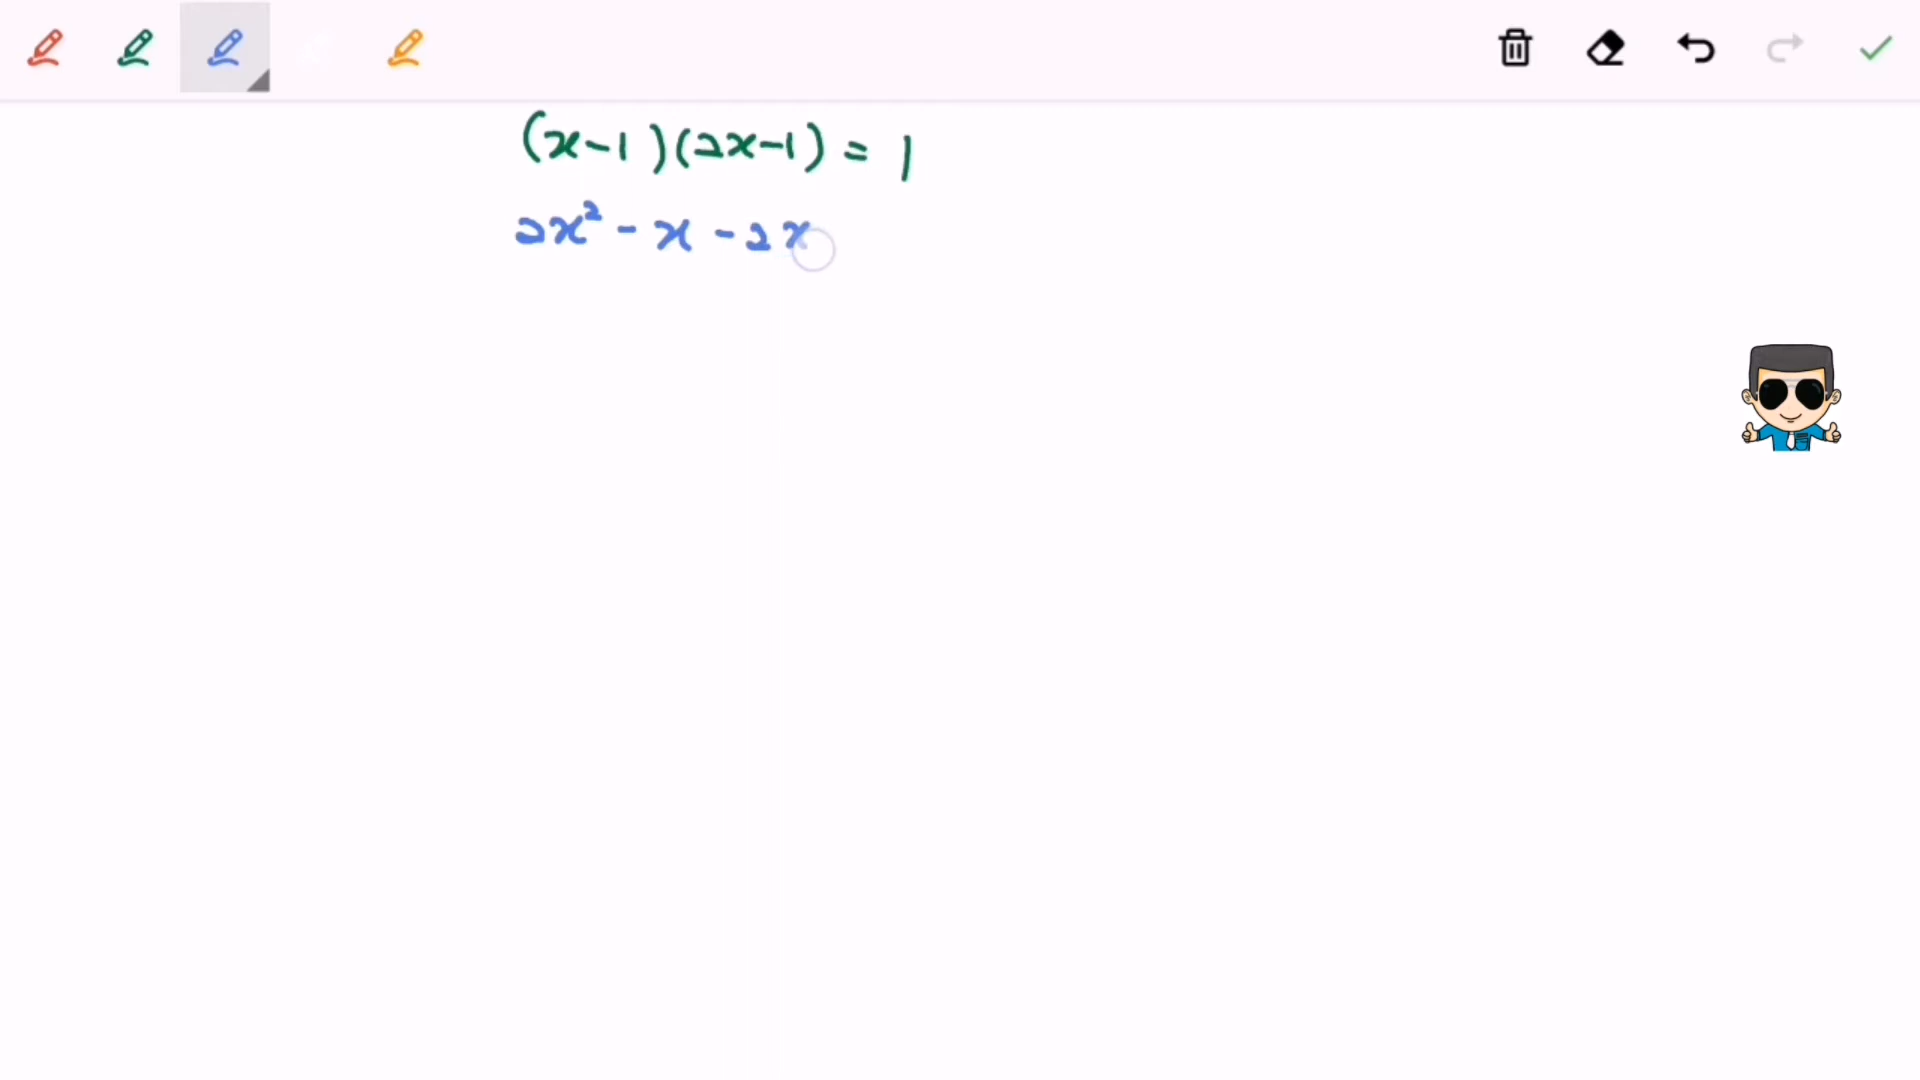 (x-1)(2x-1) = 1
2x² - x - 2x